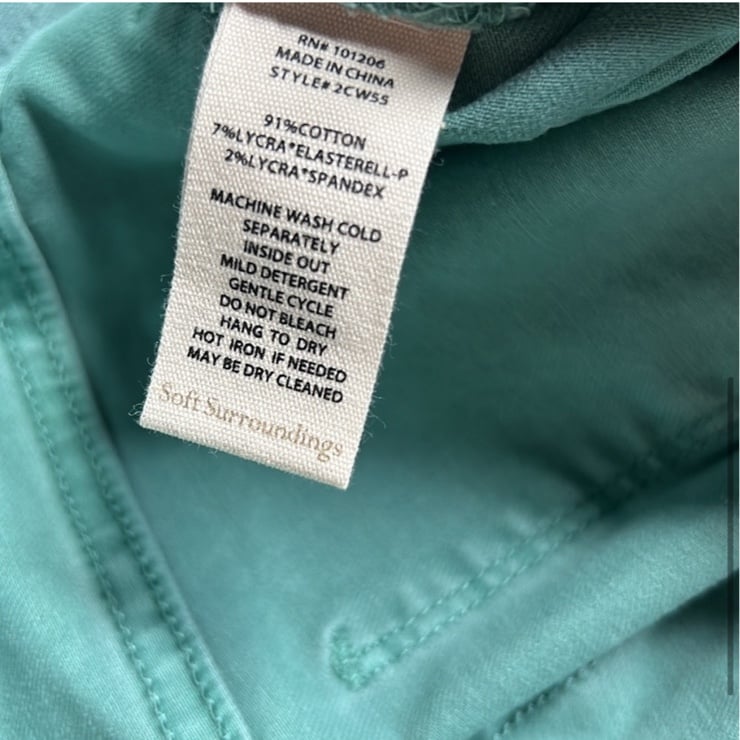 RN# 101206
MADE IN CHINA
STYLE# 2CW55
91%COTTON
7%LYCRA*ELASTERELL-P
2%LYCRA*SPANDEX
MACHINE WASH COLD
SEPARATELY
INSIDE OUT
MILD DETERGENT
GENTLE CYCLE
DO NOT BLEACH
HANG TO DRY
HOT IRON IF NEEDED
MAY BE DRY CLEANED
Soft Surroundings